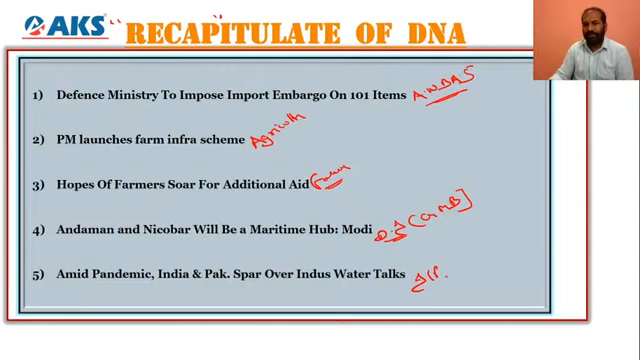 AKS
" RECAPITULATE " OF DNA
1) Defence Ministry To Impose Import Embargo On 101 Items
2) PM launches farm infra scheme
3) Hopes Of Farmers Soar For Additional Aid
4) Andaman and Nicobar Will Be a Maritime Hub: Modi
5) Amid Pandemic, India & Pak. Spar Over Indus Water Talks